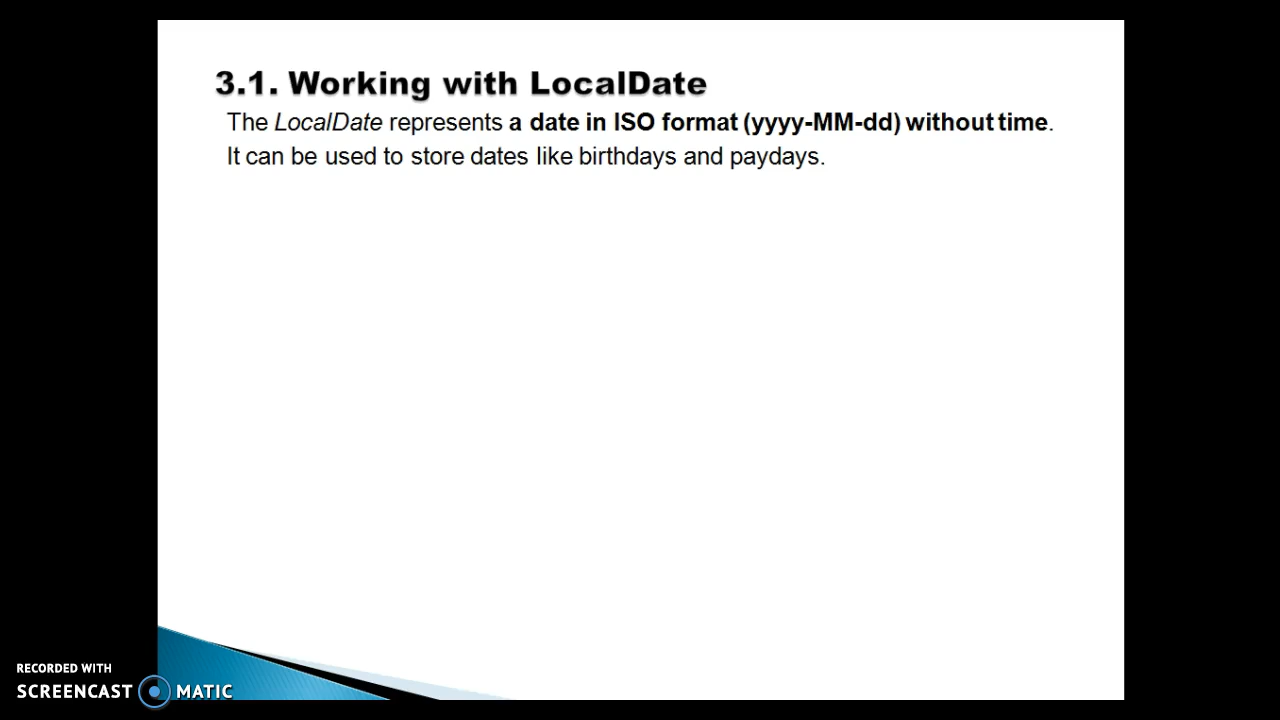 3.1. Working with LocalDate
The LocalDate represents a date in ISO format (yyyy-MM-dd) without time.
It can be used to store dates like birthdays and paydays.
RECORDED WITH
SCREENCAST MATIC